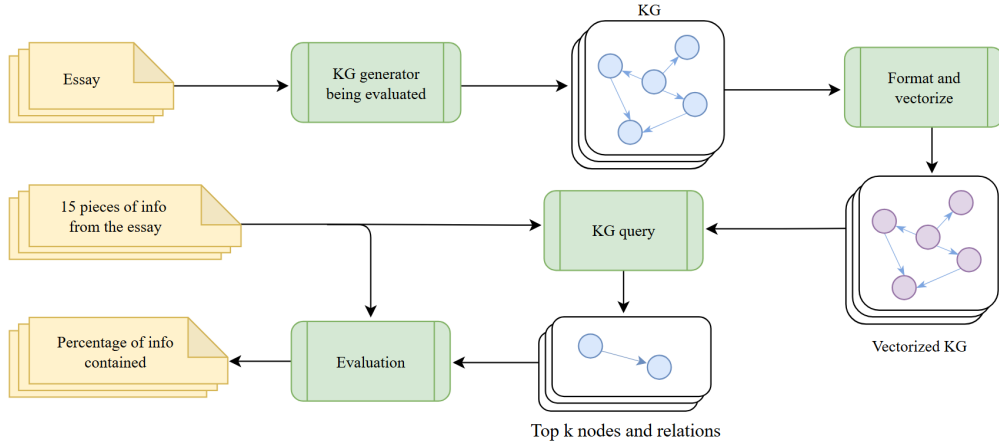 KG
Essay
KG generator
being evaluated
Format and
vectorize
15 pieces of info
from the essay
KG query
Vectorized KG
Percentage of info
contained
Evaluation
Top k nodes and relations